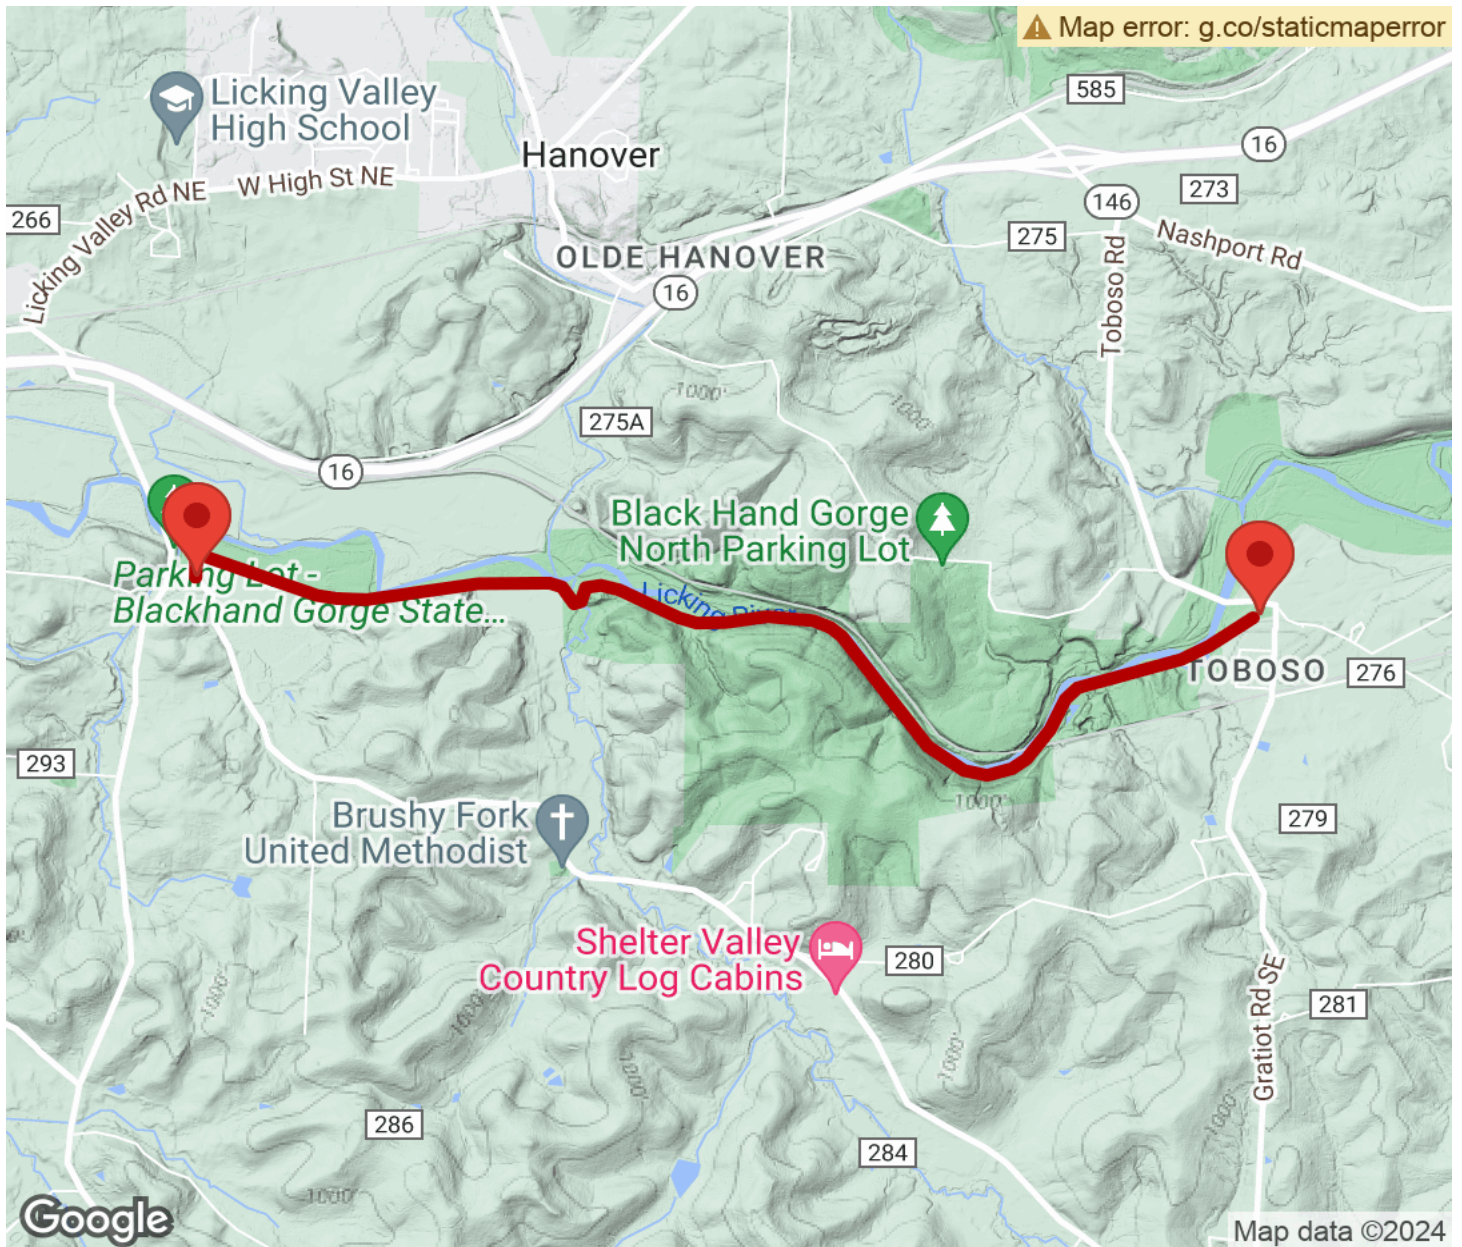 Map error: g.co/staticmaperror
585
Licking Valley
High School
Hanover
16
W High St NE
Licking Valley Rd NE
273
146
266
275
Nashport Rd
OLDE HANOVER
16
Toboso Rd
1000'
1000'
275A
16
Black Hand Gorge
North Parking Lot
Parking Lot -
Blackhand Gorge State...
Licking River
TOBOSO
276
293
1000'
Brushy Fork
United Methodist
279
Shelter Valley
Country Log Cabins
280
1000'
1000'
Gratiot Rd SE
281
1000'
1000'
1000'
286
284
1000'
Google
Map data ©2024